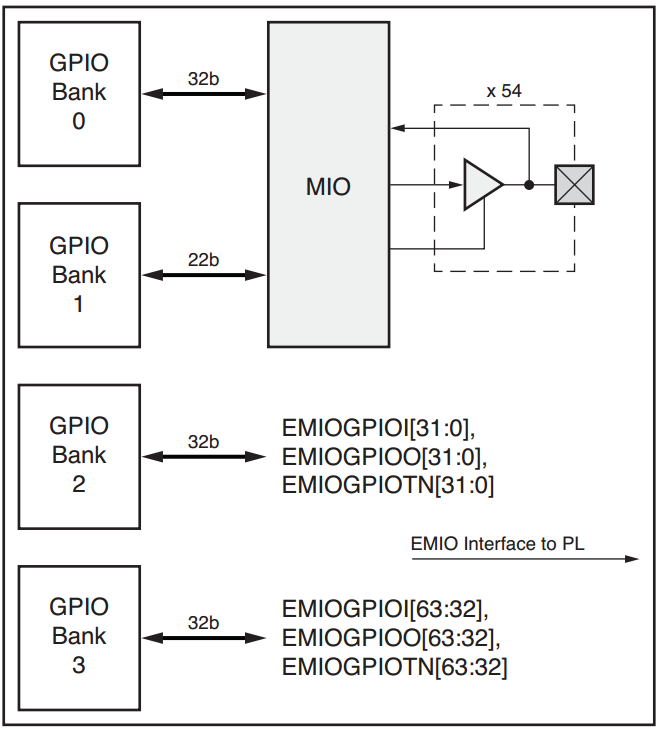 GPIO
Bank
0
32b
MIO
x 54
GPIO
Bank
1
22b
GPIO
Bank
2
32b
EMIOGPIOI[31:0],
EMIOGPIOO[31:0],
EMIOGPIOTN[31:0]
EMIO Interface to PL
GPIO
Bank
3
32b
EMIOGPIOI[63:32],
EMIOGPIOO[63:32],
EMIOGPIOTN[63:32]